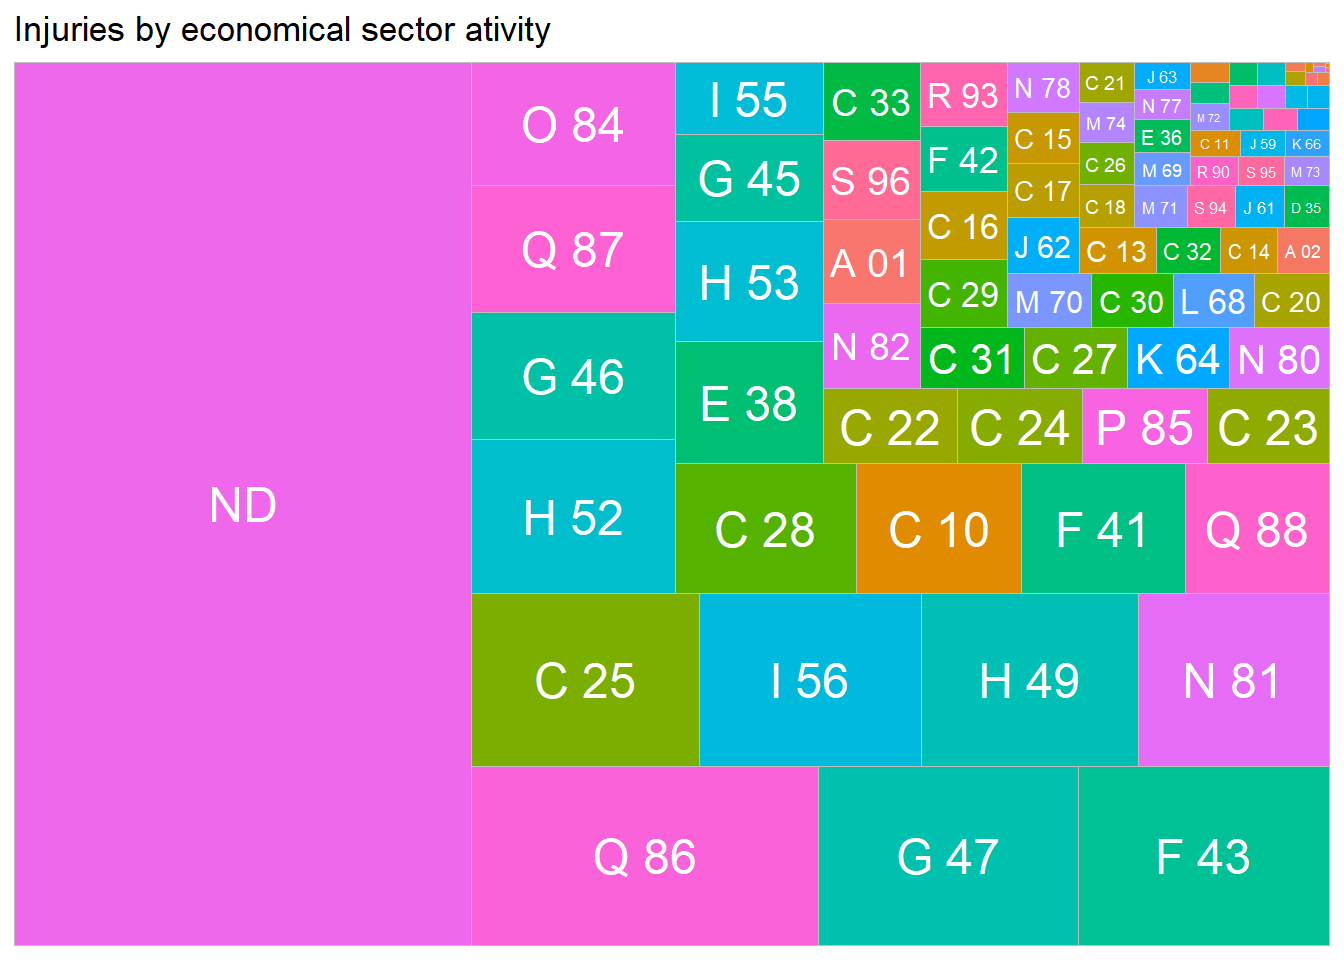 Injuries by economical sector ativity
ND
O 84
Q 87
G 46
H 52
C 25
Q 86
I 55
G 45
H 53
E 38
C 28
I 56
G 47
C 33
S 96
A 01
N 82
C 22
C 24
P 85
C 23
C 10
F 41
Q 88
H 49
N 81
F 43
R 93
F 42
C 16
C 29
C 31
C 27
K 64
N 80
N 78
C 15
C 17
J 62
M 70
C 30
L 68
C 20
C 21
M 74
C 26
C 18
C 13
C 32
C 14
A 02
J 63
N 77
E 36
M 69
M 71
S 94
J 61
D 35
M 72
C 11
J 59
K 66
R 90
S 95
M 73